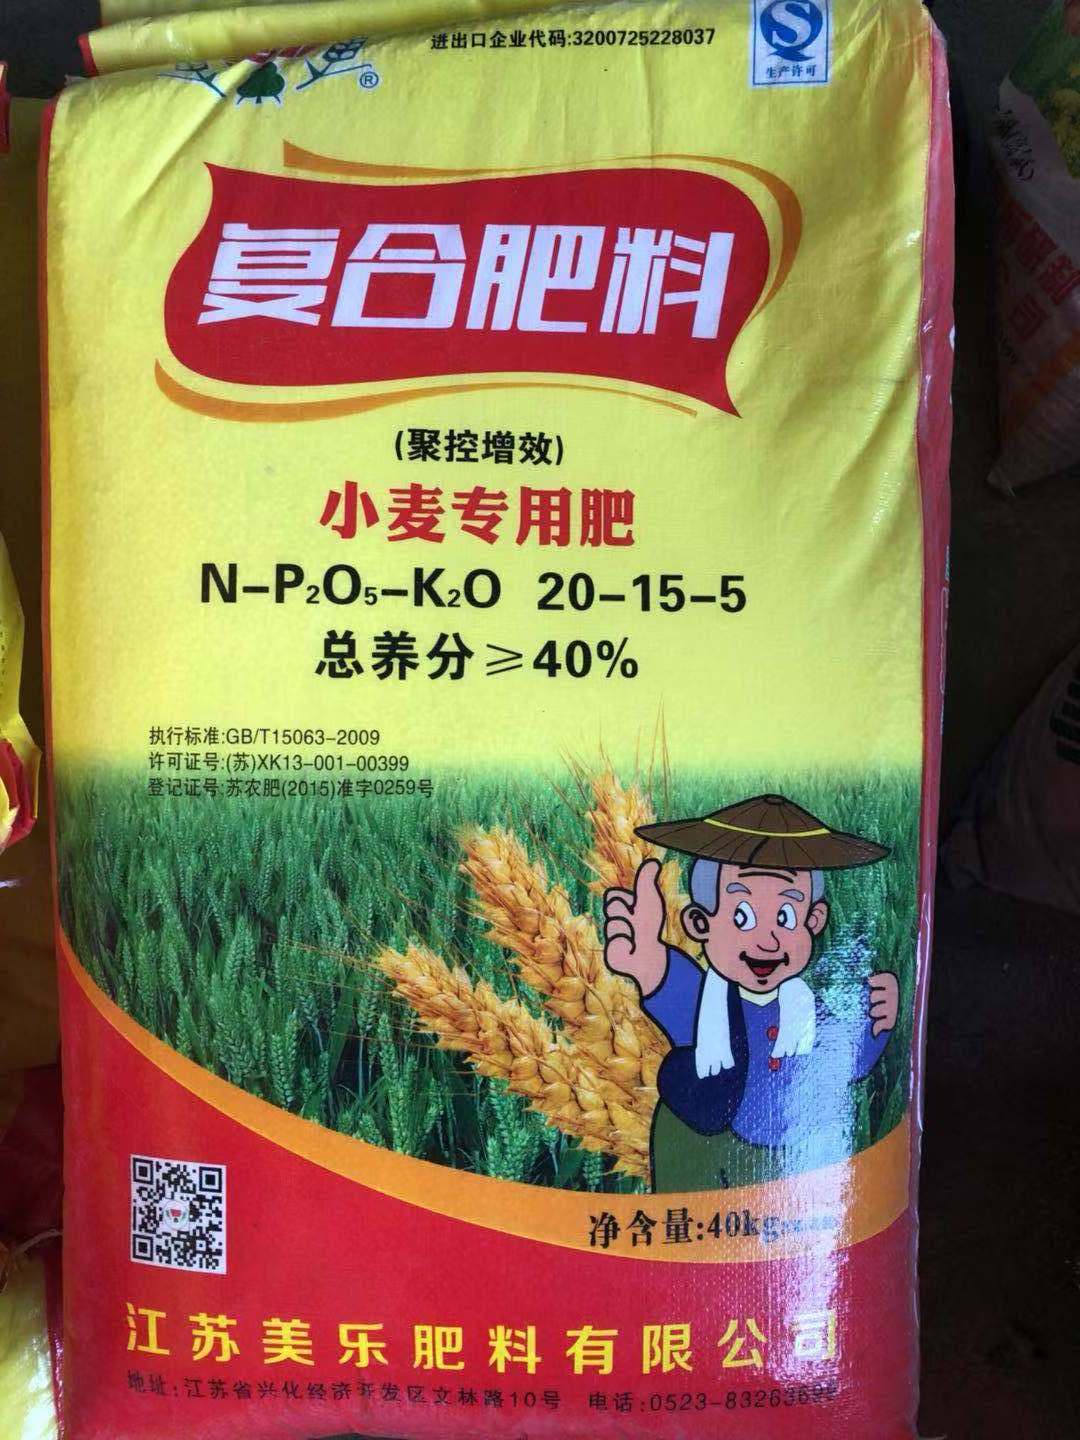 进出口企业代码:3200725228037
生产许可
®
复合肥料
(聚控增效)
小麦专用肥
N-P₂O₅-K₂O 20-15-5
总养分≥40%
执行标准:GB/T15063-2009
许可证号:(苏)XK13-001-00399
登记证号:苏农肥(2015)准字0259号
净含量:40kg
江苏美乐肥料有限公司
地址:江苏省兴化经济开发区文林路10号 电话:0523-83263699